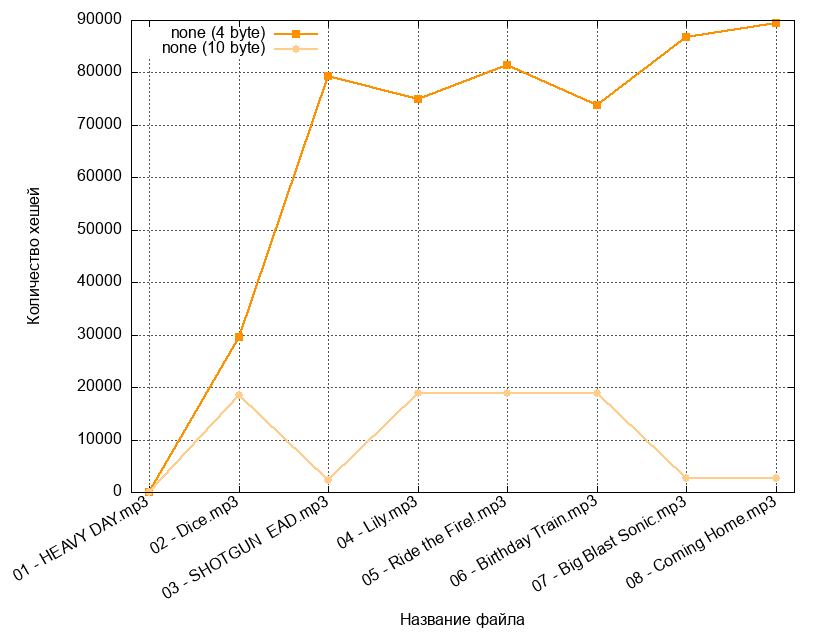 90000
80000
70000
60000
50000
40000
30000
20000
10000
0
none (4 byte)
none (10 byte)
Количество хешей
01 - HEAVY DAY.mp3
02 - Dice.mp3
03 - SHOTGUN  EAD.mp3
04 - Lily.mp3
05 - Ride the Fire!.mp3
06 - Birthday Train.mp3
07 - Big Blast Sonic.mp3
08 - Coming Home.mp3
Название файла